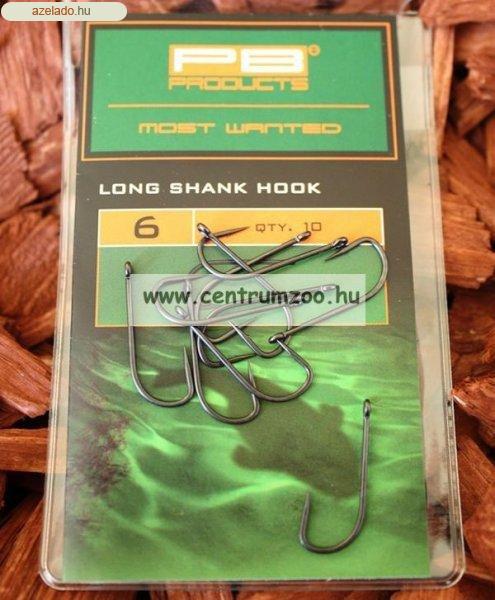 azelado.hu
PB®
PRODUCTS
MOST WANTED
LONG SHANK HOOK
6
QTY. 10
www.centrumzoo.hu